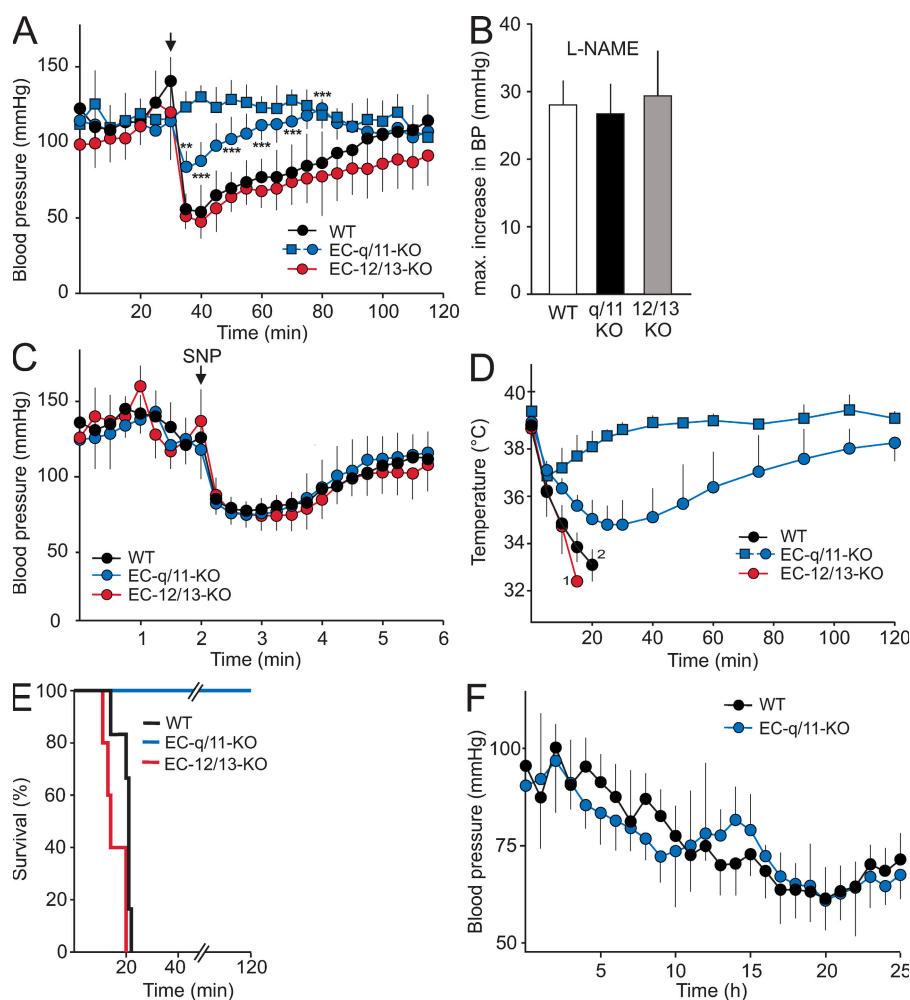 A
Blood pressure (mmHg)
150
100
50
0
**
***
***
***
***
***
WT
EC-q/11-KO
EC-12/13-KO
20 40 60 80 100 120
Time (min)
B
L-NAME
max. increase in BP (mmHg)
40
30
20
10
0
WT q/11 KO 12/13 KO
C
SNP
Blood pressure (mmHg)
150
100
50
0
WT
EC-q/11-KO
EC-12/13-KO
1 2 3 4 5 6
Time (min)
D
Temperature (°C)
40
38
36
34
32
2
1
WT
EC-q/11-KO
EC-12/13-KO
0 20 40 60 80 100 120
Time (min)
E
Survival (%)
100
80
60
40
20
0
WT
EC-q/11-KO
EC-12/13-KO
20 40 120
Time (min)
F
Blood pressure (mmHg)
100
75
50
WT
EC-q/11-KO
5 10 15 20 25
Time (h)